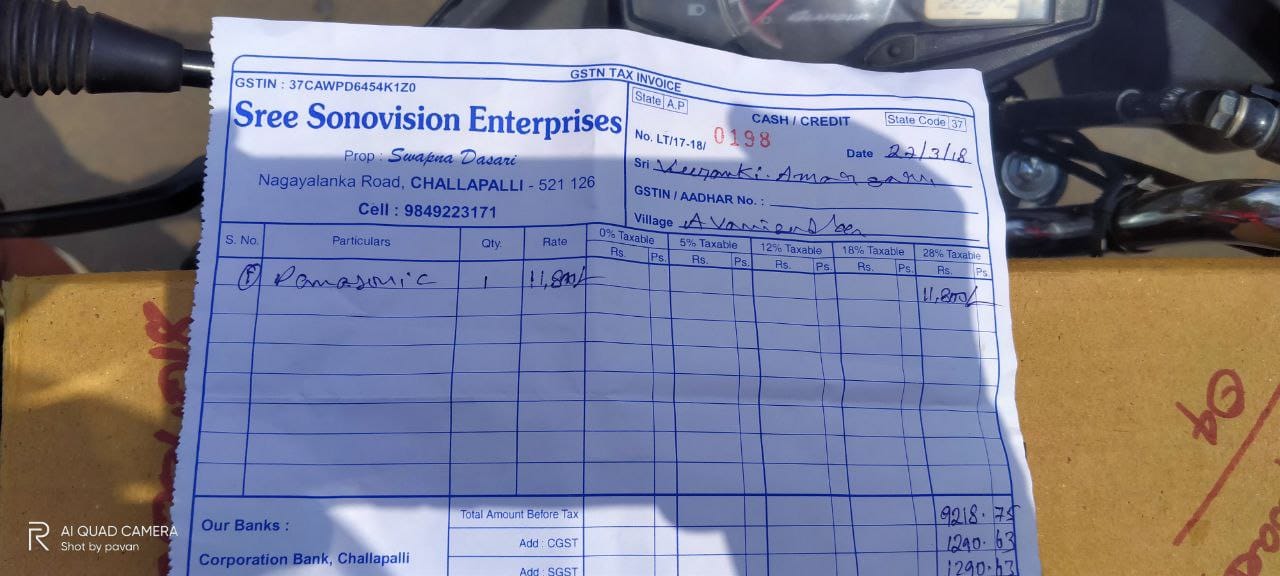 GSTN TAX INVOICE
GSTIN : 37CAWPD6454K1Z0
Sree Sonovision Enterprises
Prop : Swapna Dasari
Nagayalanka Road, CHALLAPALLI - 521 126
Cell : 9849223171
State A.P
CASH / CREDIT
State Code 37
No. LT/17-18/ 0198
Date 22/3/18
Sri
GSTIN / AADHAR No. :
Village
S. No. Particulars Qty. Rate 0% Taxable 5% Taxable 12% Taxable 18% Taxable 28% Taxable
Rs. Ps. Rs. Ps. Rs. Ps. Rs. Ps. Rs. Ps.
Panasonic 1 11,800/- 11,800/-
Total Amount Before Tax 9218.75
Our Banks :
Add : CGST 1290.63
Corporation Bank, Challapalli
Add : SGST 1290.63
AI QUAD CAMERA
Shot by pavan